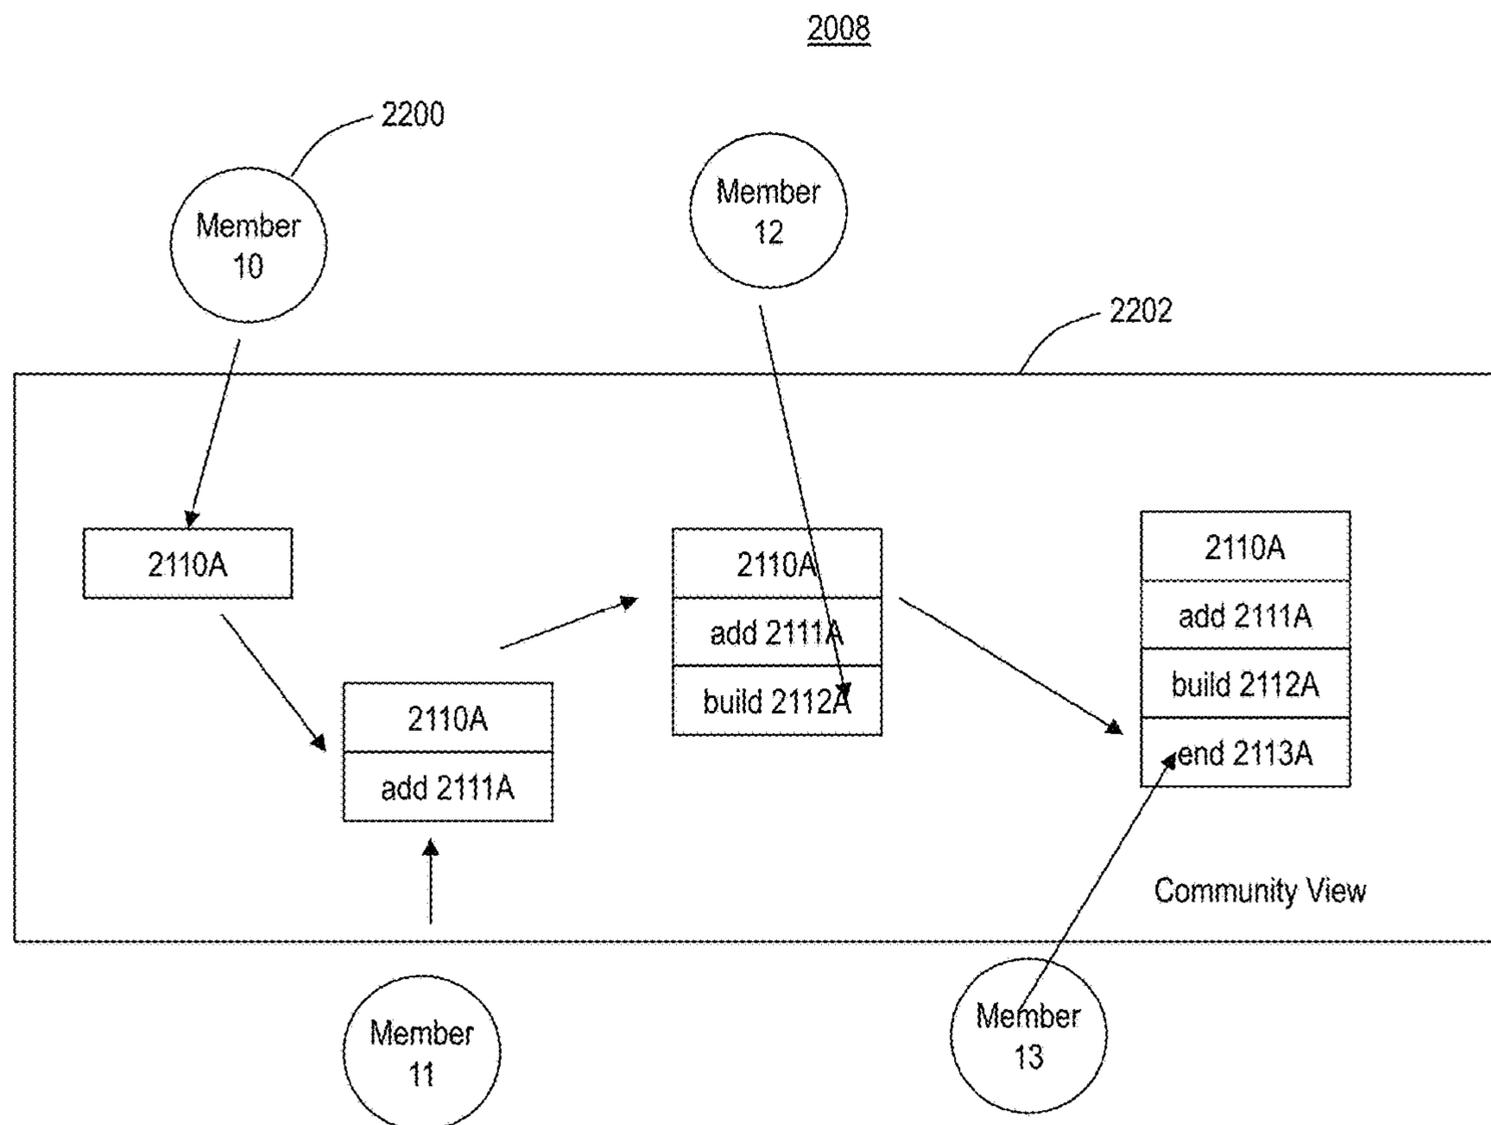 2008
2200
Member
10
Member
12
2202
2110A
2110A
add 2111A
2110A
add 2111A
build 2112A
2110A
add 2111A
build 2112A
end 2113A
Community View
Member
11
Member
13